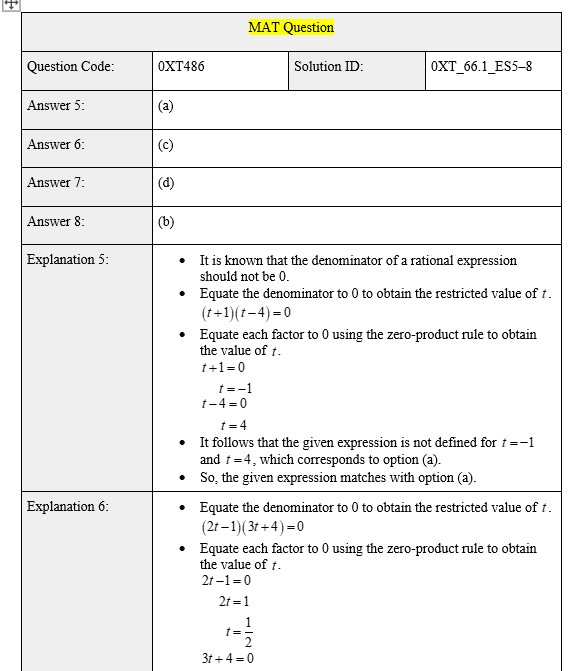 MAT Question
Question Code: 0XT486 Solution ID: 0XT_66.1_ES5–8
Answer 5: (a)
Answer 6: (c)
Answer 7: (d)
Answer 8: (b)
Explanation 5: • It is known that the denominator of a rational expression
should not be 0.
• Equate the denominator to 0 to obtain the restricted value of t.
(t+1)(t−4)=0
• Equate each factor to 0 using the zero-product rule to obtain
the value of t.
t+1=0
t=−1
t−4=0
t=4
• It follows that the given expression is not defined for t=−1
and t=4, which corresponds to option (a).
• So, the given expression matches with option (a).
Explanation 6: • Equate the denominator to 0 to obtain the restricted value of t.
(2t−1)(3t+4)=0
• Equate each factor to 0 using the zero-product rule to obtain
the value of t.
2t−1=0
2t=1
t=1/2
3t+4=0